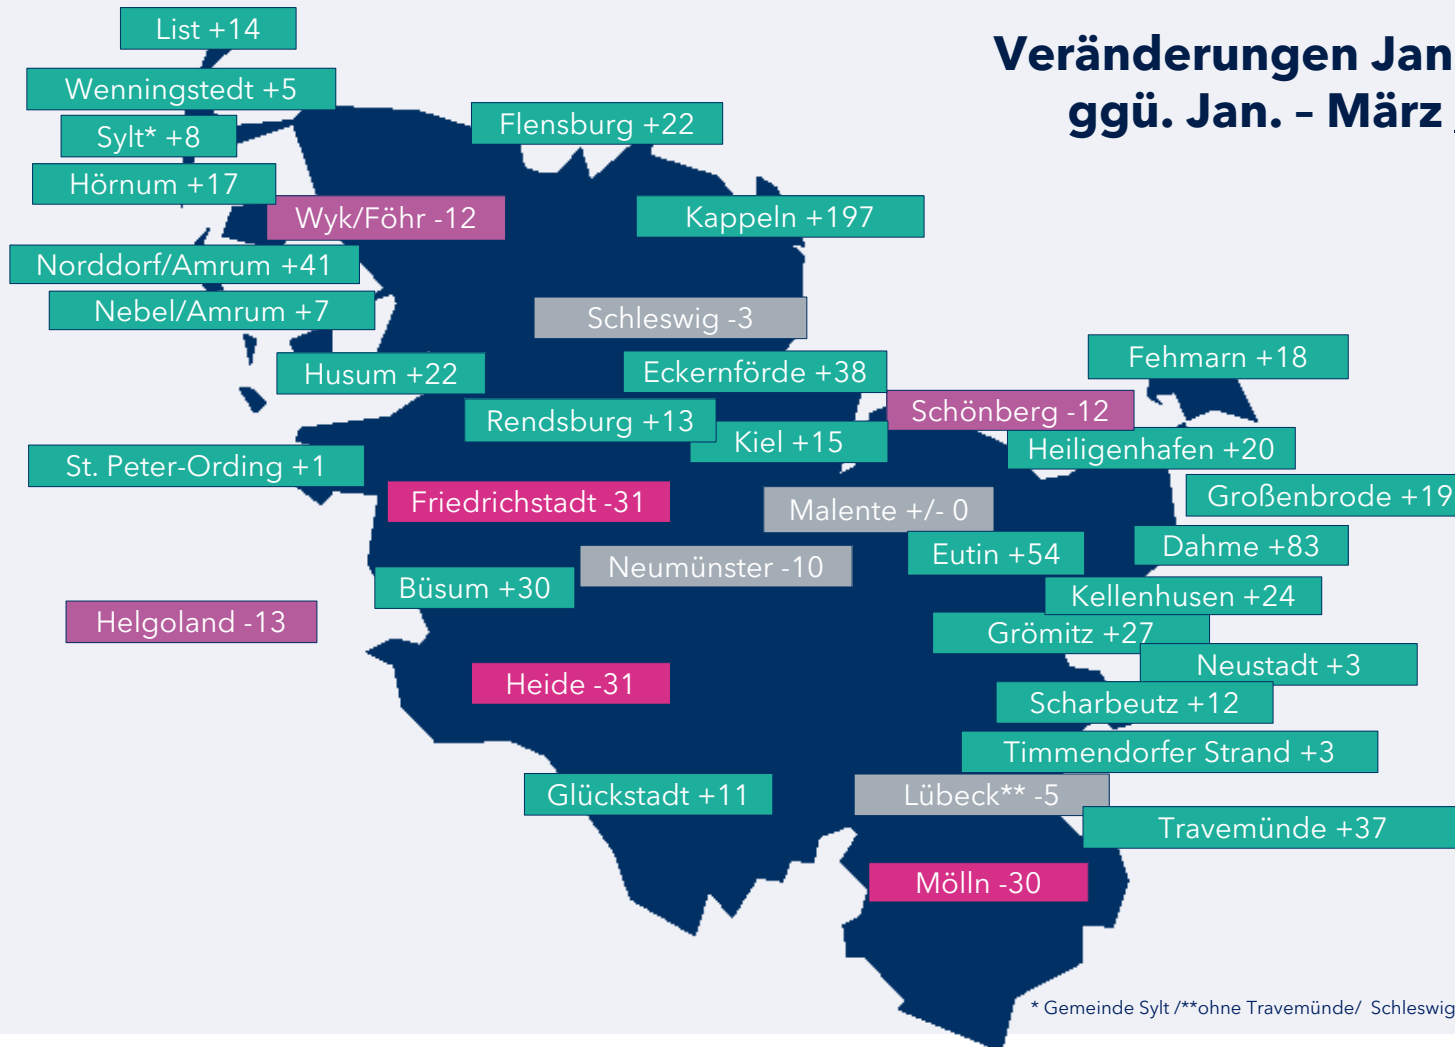 Veränderungen Jan.
ggü. Jan. – März
List +14
Wenningstedt +5
Sylt* +8
Flensburg +22
Hörnum +17
Wyk/Föhr -12
Kappeln +197
Norddorf/Amrum +41
Nebel/Amrum +7
Schleswig -3
Fehmarn +18
Husum +22
Eckernförde +38
Schönberg -12
Rendsburg +13
Kiel +15
Heiligenhafen +20
St. Peter-Ording +1
Friedrichstadt -31
Malente +/- 0
Großenbrode +19
Eutin +54
Dahme +83
Neumünster -10
Büsum +30
Kellenhusen +24
Helgoland -13
Grömitz +27
Neustadt +3
Heide -31
Scharbeutz +12
Timmendorfer Strand +3
Glückstadt +11
Lübeck** -5
Travemünde +37
Mölln -30
* Gemeinde Sylt /**ohne Travemünde/ Schleswig